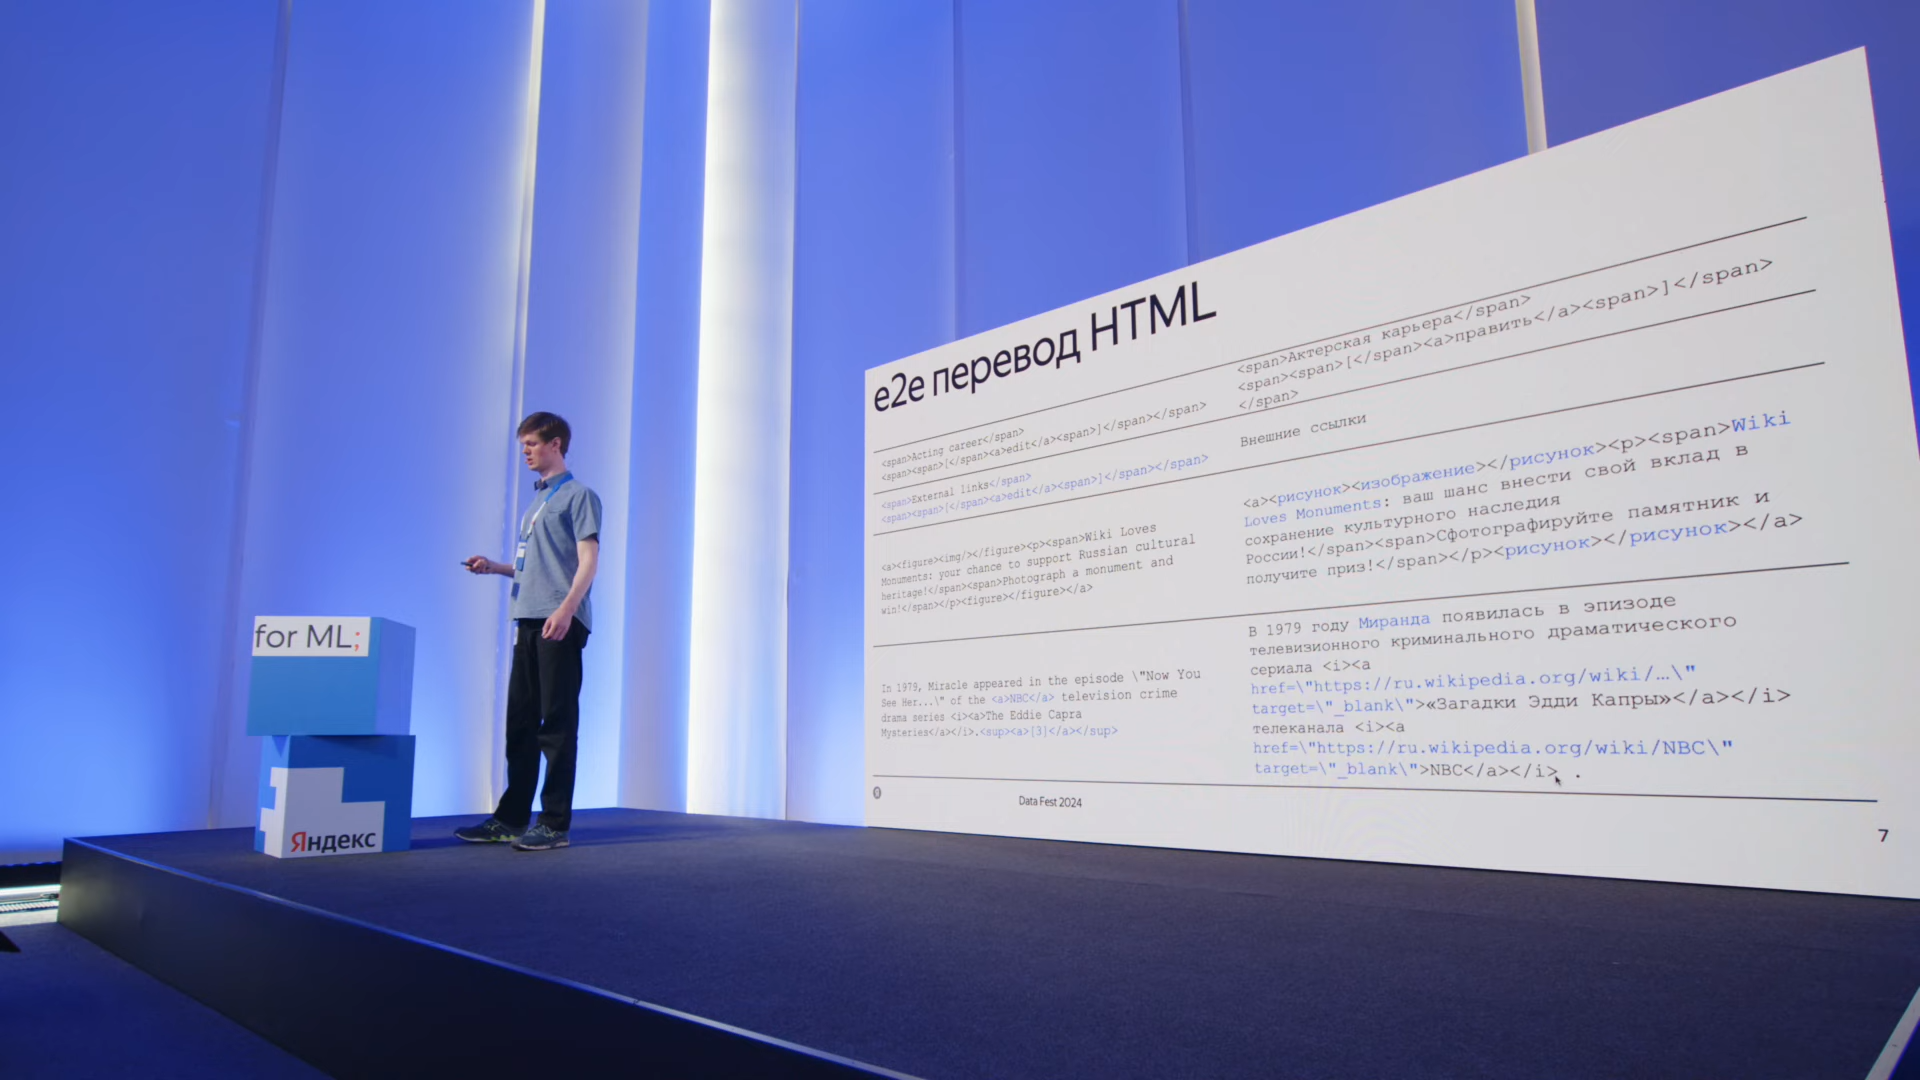 e2e перевод HTML
<span>Acting career</span>
<span><span>[</span><a>edit</a><span>]</span></span>
<span>Актерская карьера</span>
<span><span>[</span><a>править</a><span>]</span>
</span>
<span>External links</span>
<span><span>[</span><a>edit</a><span>]</span></span>
Внешние ссылки
<a><figure><img/></figure><p><span>Wiki Loves
Monuments: your chance to support Russian cultural
heritage!</span><span>Photograph a monument and
win!</span></p><figure></figure></a>
<a><рисунок><изображение></рисунок><p><span>Wiki
Loves Monuments: ваш шанс внести свой вклад в
сохранение культурного наследия
России!</span><span>Сфотографируйте памятник и
получите приз!</span></p><рисунок></рисунок></a>
In 1979, Miracle appeared in the episode \"Now You
See Her...\" of the <a>NBC</a> television crime
drama series <i><a>The Eddie Capra
Mysteries</a></i>.<sup><a>[3]</a></sup>
В 1979 году Миранда появилась в эпизоде
телевизионного криминального драматического
сериала <i><a
href=\"https://ru.wikipedia.org/wiki/…\"
target=\"_blank\">«Загадки Эдди Капры»</a></i>
телеканала <i><a
href=\"https://ru.wikipedia.org/wiki/NBC\"
target=\"_blank\">NBC</a></i> .
Data Fest 2024
7
for ML;
Яндекс